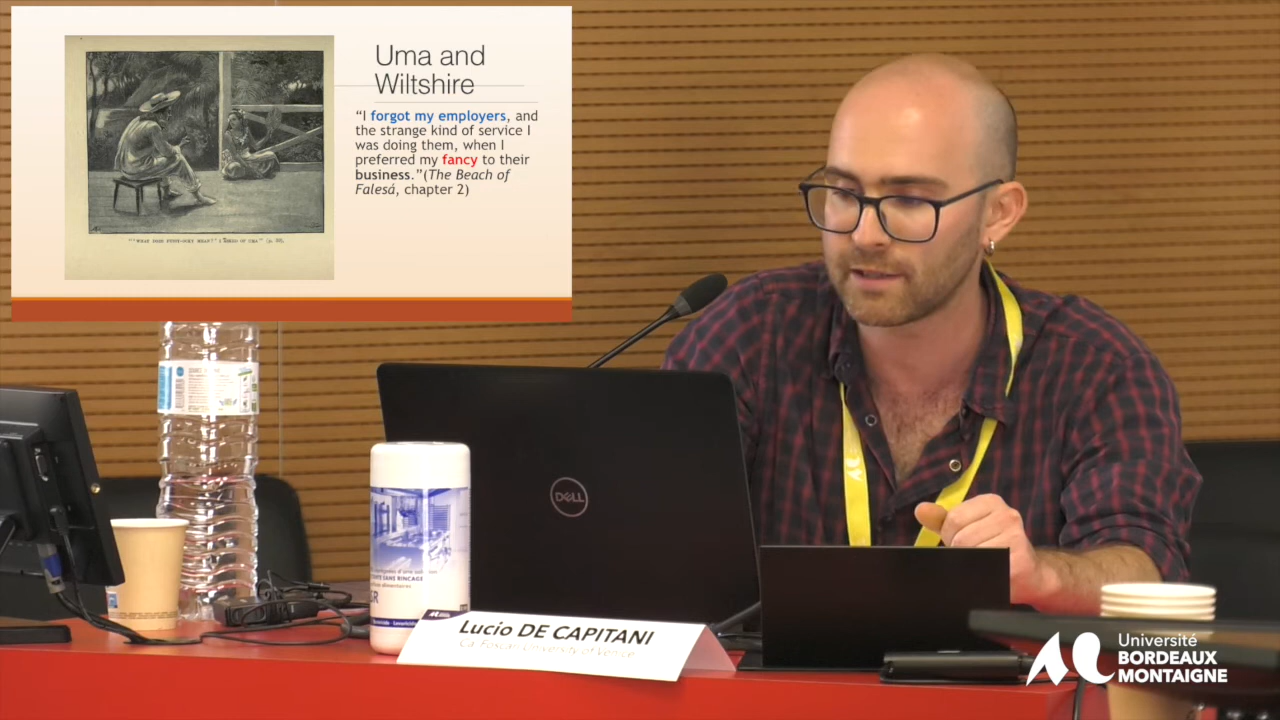 Uma and
Wiltshire
“I forgot my employers, and
the strange kind of service I
was doing them, when I
preferred my fancy to their
business.”(The Beach of
Falesá, chapter 2)
DELL
SANS RINCAGE
Lucio DE CAPITANI
Ca' Foscari University of Venice
Université
BORDEAUX
MONTAIGNE